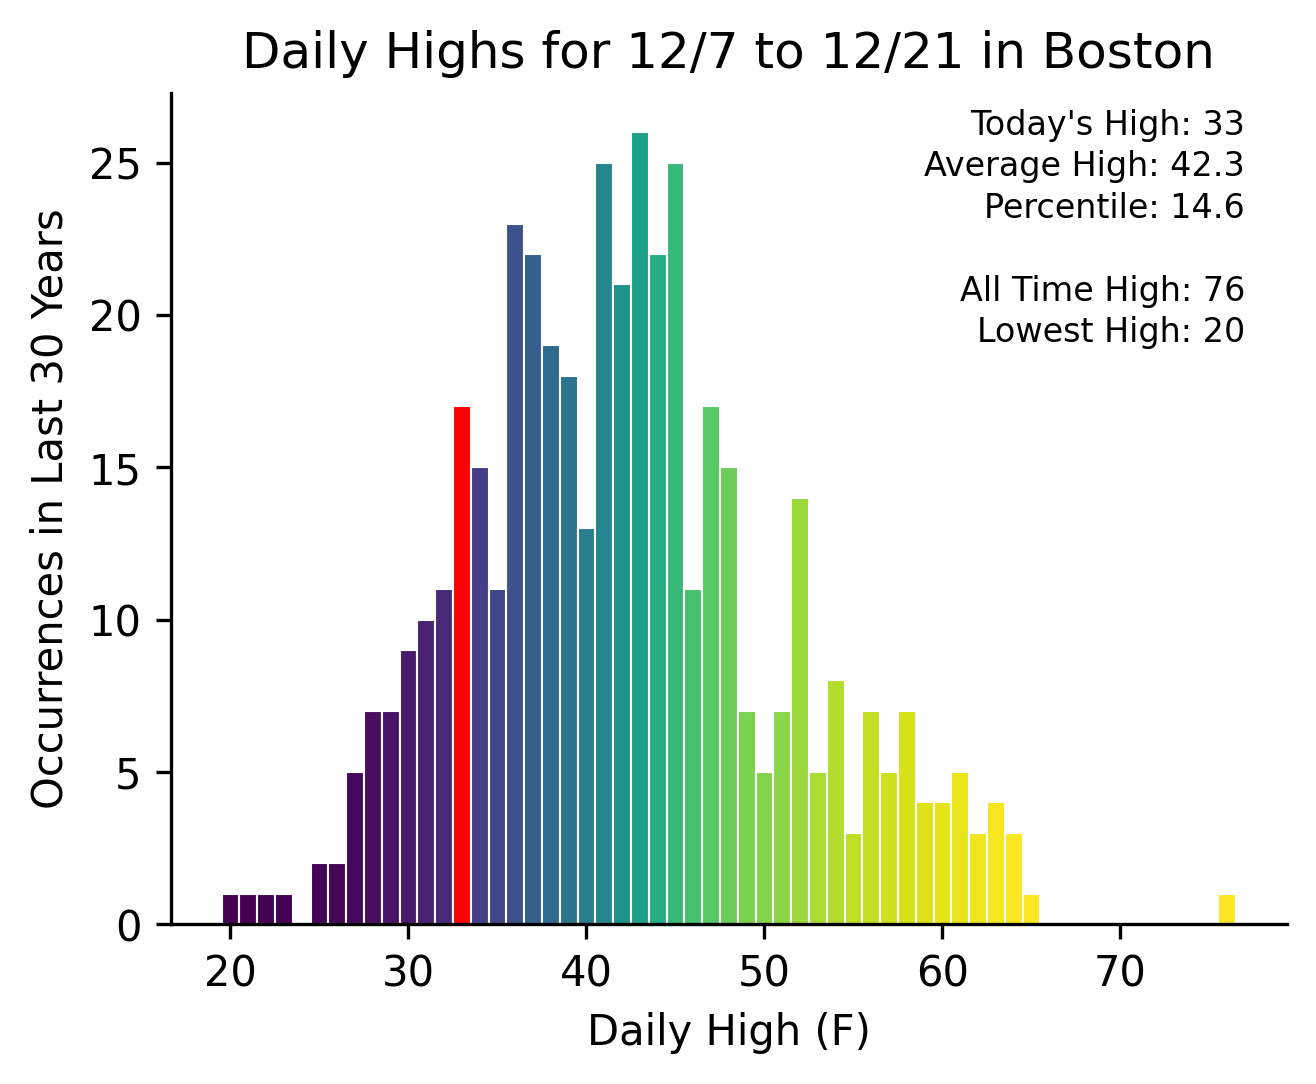 Daily Highs for 12/7 to 12/21 in Boston
Today's High: 33
Average High: 42.3
Percentile: 14.6
All Time High: 76
Lowest High: 20
Occurrences in Last 30 Years
25
20
15
10
5
0
20 30 40 50 60 70
Daily High (F)